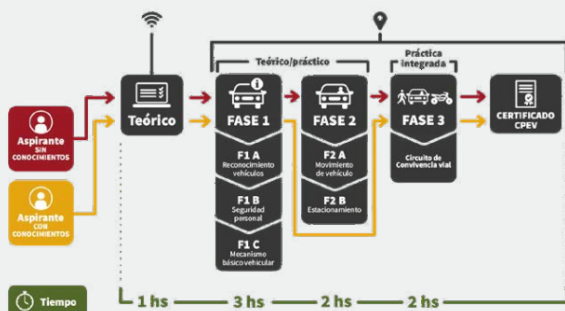 Teórico/práctico
Práctica
integrada
Teórico
FASE 1
FASE 2
FASE 3
CERTIFICADO
CPEV
Aspirante
SIN
CONOCIMIENTOS
Aspirante
CON
CONOCIMIENTOS
F1 A
Reconocimiento
vehículos
F1 B
Seguridad
personal
F1 C
Mecanismo
básico vehicular
F2 A
Movimiento
de vehículo
F2 B
Estacionamiento
Circuito de
Convivencia vial
Tiempo
1 hs
3 hs
2 hs
2 hs